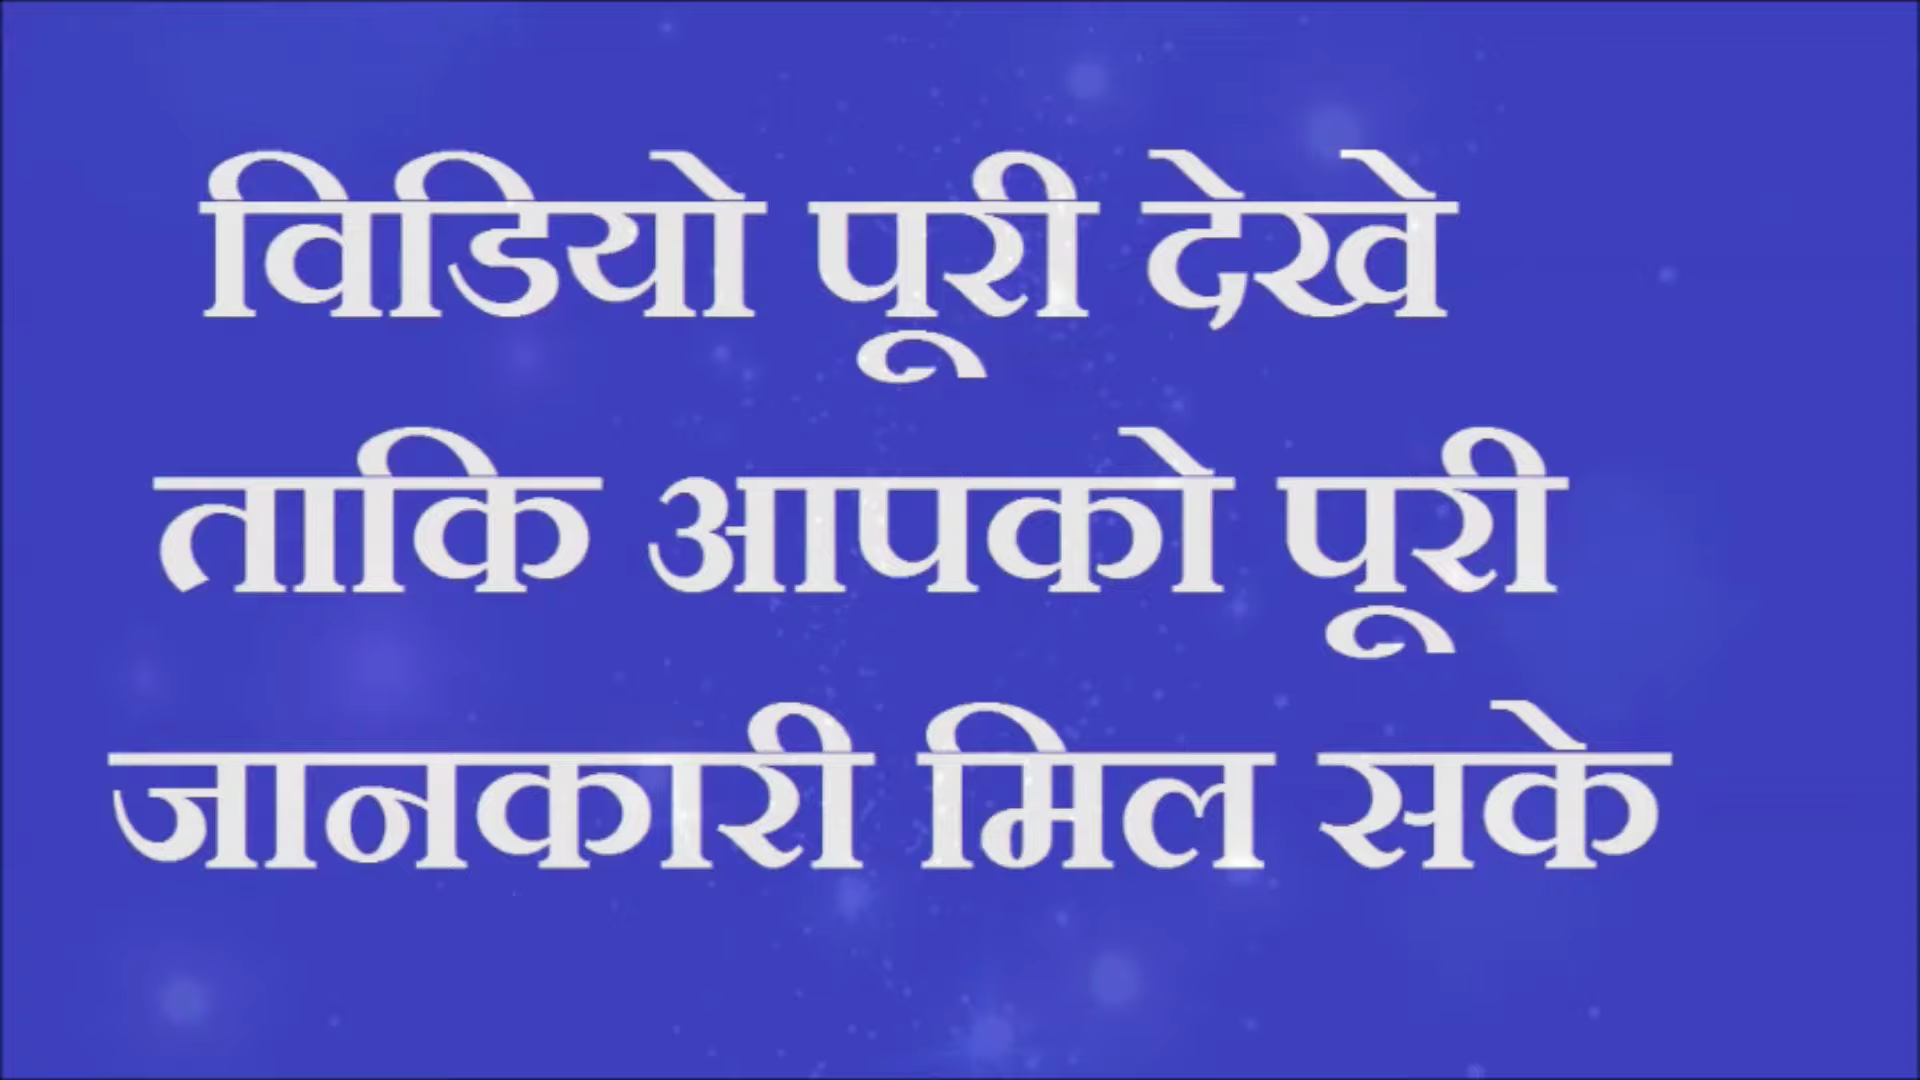 विडियो पूरी देखे
ताकि आपको पूरी
जानकारी मिल सके